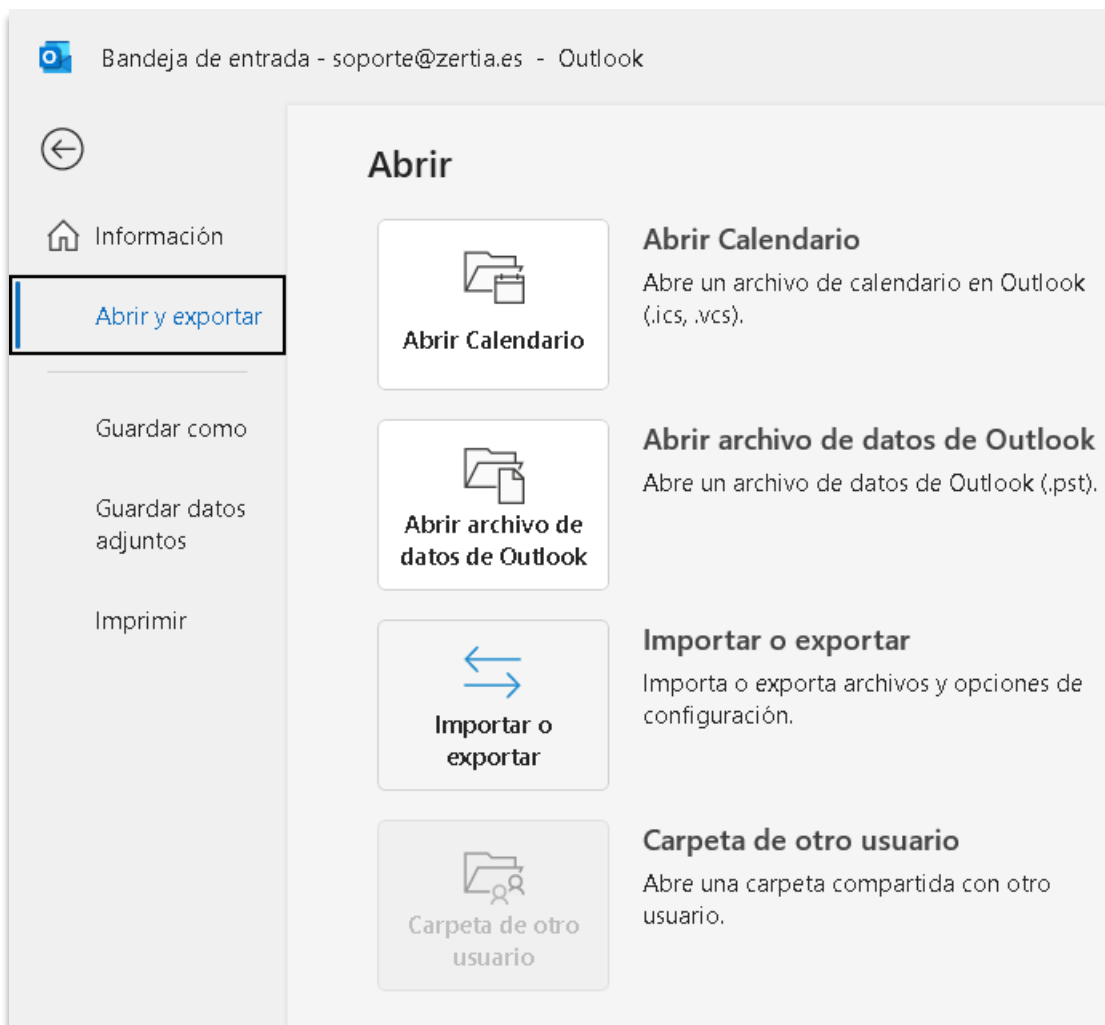 Bandeja de entrada - soporte@zertia.es - Outlook
Información
Abrir y exportar
Guardar como
Guardar datos
adjuntos
Imprimir
Abrir
Abrir Calendario
Abrir Calendario
Abre un archivo de calendario en Outlook
(.ics, .vcs).
Abrir archivo de
datos de Outlook
Abrir archivo de datos de Outlook
Abre un archivo de datos de Outlook (.pst).
Importar o
exportar
Importar o exportar
Importa o exporta archivos y opciones de
configuración.
Carpeta de otro
usuario
Carpeta de otro usuario
Abre una carpeta compartida con otro
usuario.